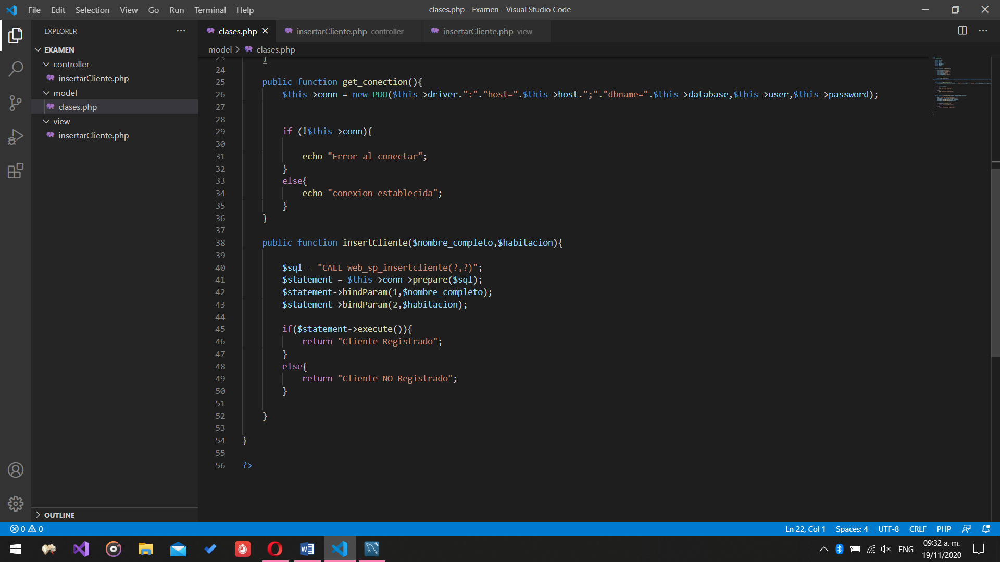 File Edit Selection View Go Run Terminal Help
clases.php - Examen - Visual Studio Code
EXPLORER
EXAMEN
controller
insertarCliente.php
model
clases.php
view
insertarCliente.php
OUTLINE
clases.php
insertarCliente.php controller
insertarCliente.php view
model > clases.php
23 }
24
25 public function get_conection(){
26 $this->conn = new PDO($this->driver.":"."host=".$this->host.";"."dbname=".$this->database,$this->user,$this->password);
27
28
29 if (!$this->conn){
30
31 echo "Error al conectar";
32 }
33 else{
34 echo "conexion establecida";
35 }
36 }
37
38 public function insertCliente($nombre_completo,$habitacion){
39
40 $sql = "CALL web_sp_insertcliente(?,?)";
41 $statement = $this->conn->prepare($sql);
42 $statement->bindParam(1,$nombre_completo);
43 $statement->bindParam(2,$habitacion);
44
45 if($statement->execute()){
46 return "Cliente Registrado";
47 }
48 else{
49 return "Cliente NO Registrado";
50 }
51
52 }
53
54 }
55
56 ?>
0 0
Ln 22, Col 1 Spaces: 4 UTF-8 CRLF PHP
ENG
09:32 a. m.
19/11/2020